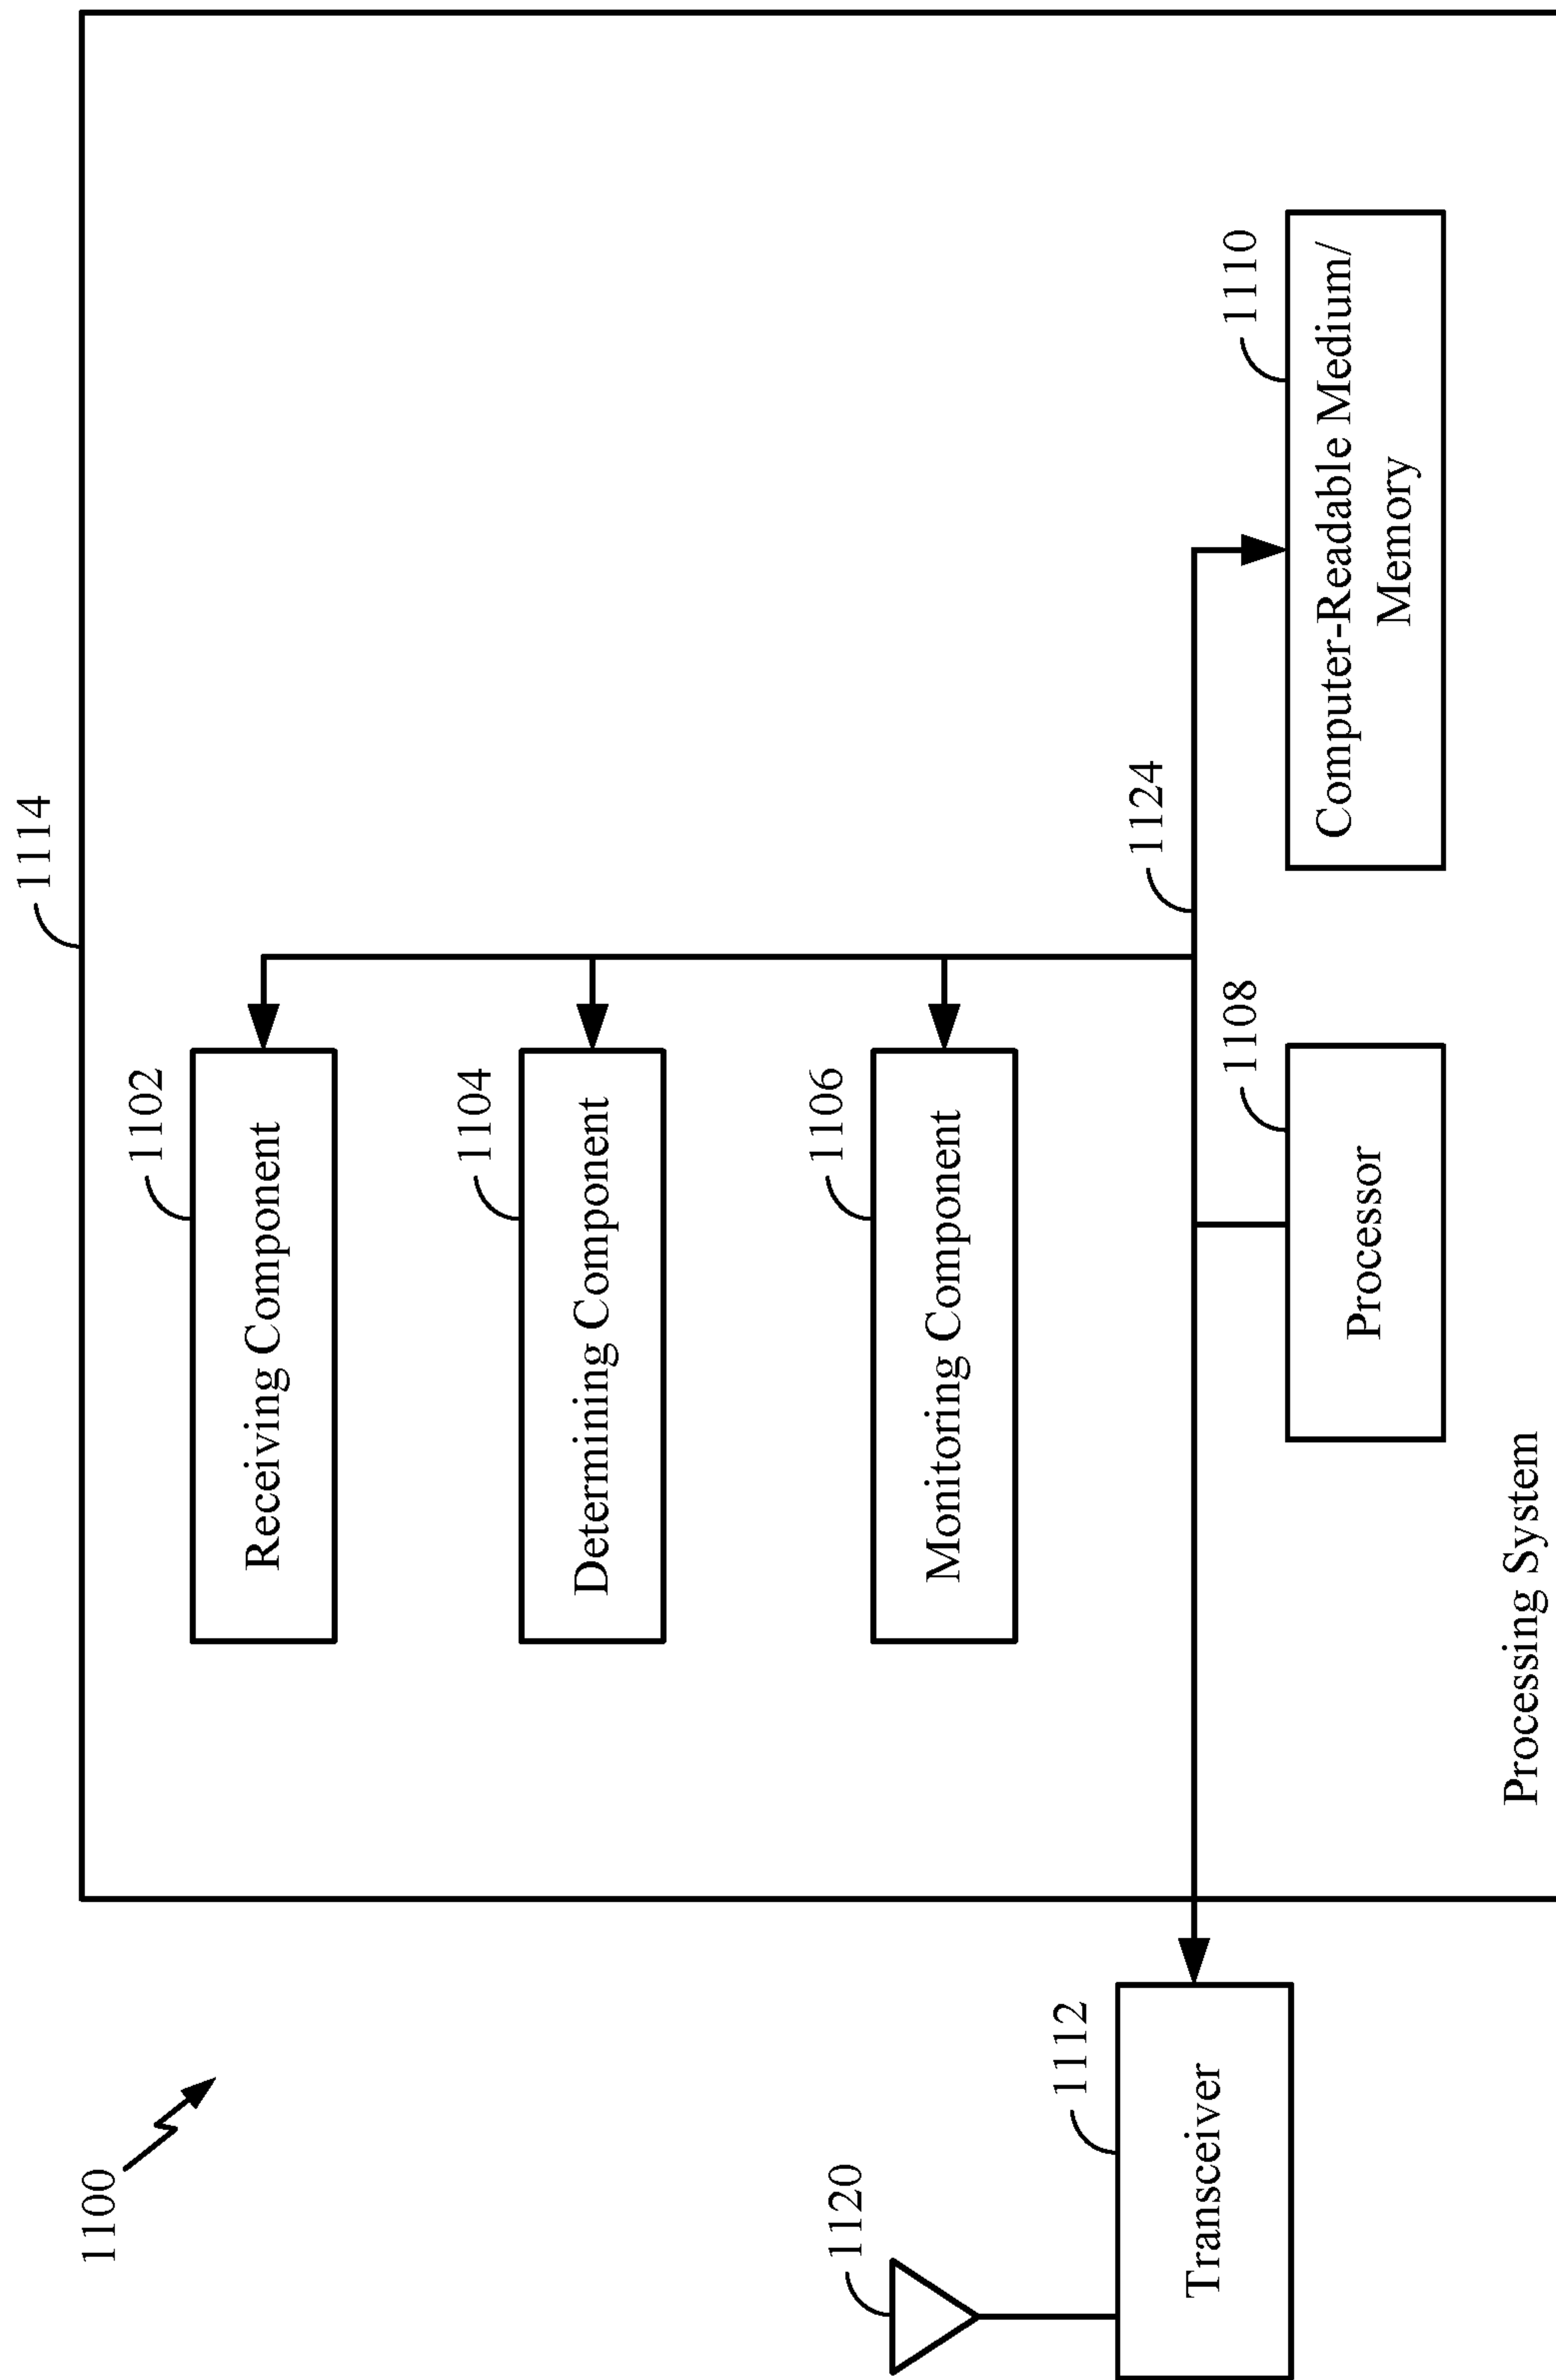 1100
1114
1102
Receiving Component
1104
Determining Component
1106
Monitoring Component
1120
1112
Transceiver
1124
1108
Processor
1110
Computer-Readable Medium/
Memory
Processing System